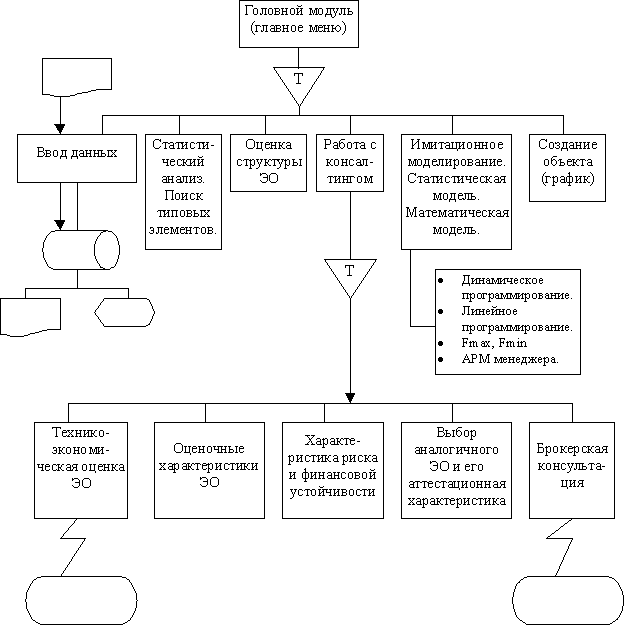 Головной модуль
(главное меню)
Т
Ввод данных
Статисти-
ческий
анализ.
Поиск
типовых
элементов.
Оценка
структуры
ЭО
Работа с
консал-
тингом
Имитационное
моделирование.
Статистическая
модель.
Математическая
модель.
Создание
объекта
(график)
Т
• Динамическое
программирование.
• Линейное
программирование.
• Fmax, Fmin
• АРМ менеджера.
Технико-
экономи-
ческая оценка
ЭО
Оценочные
характеристики
ЭО
Характе-
ристика риска
и финансовой
устойчивости
Выбор
аналогичного
ЭО и его
аттестационная
характеристика
Брокерская
консульта-
ция